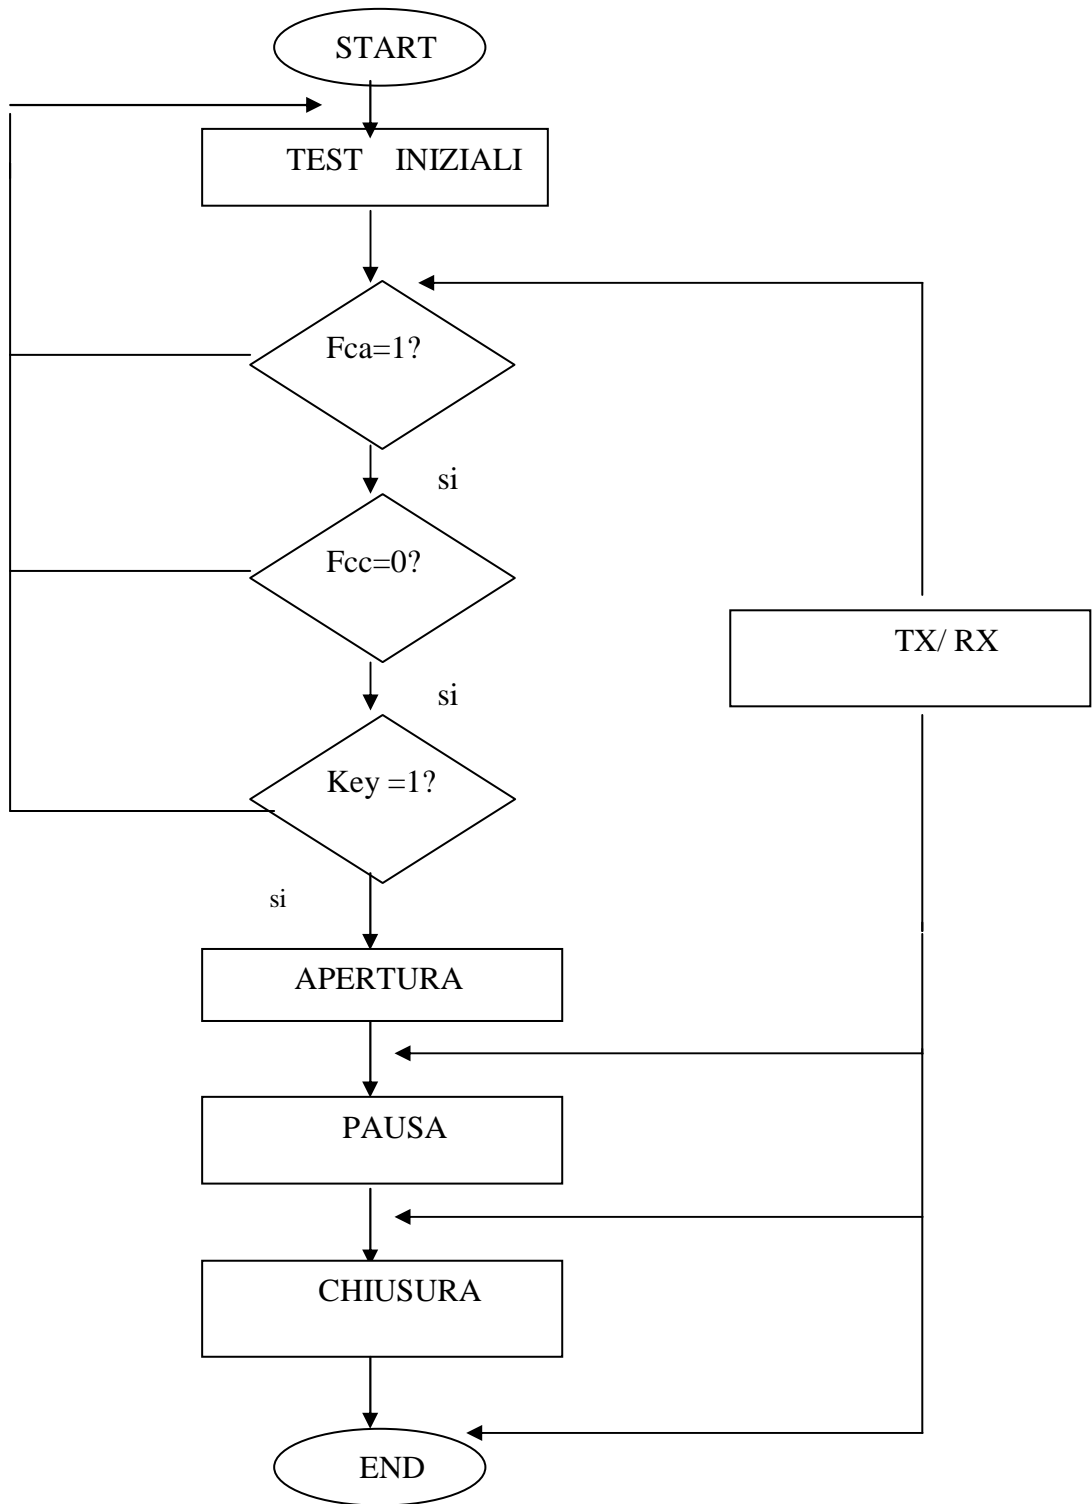 START
TEST INIZIALI
Fca=1?
si
Fcc=0?
TX/ RX
si
Key =1?
si
APERTURA
PAUSA
CHIUSURA
END